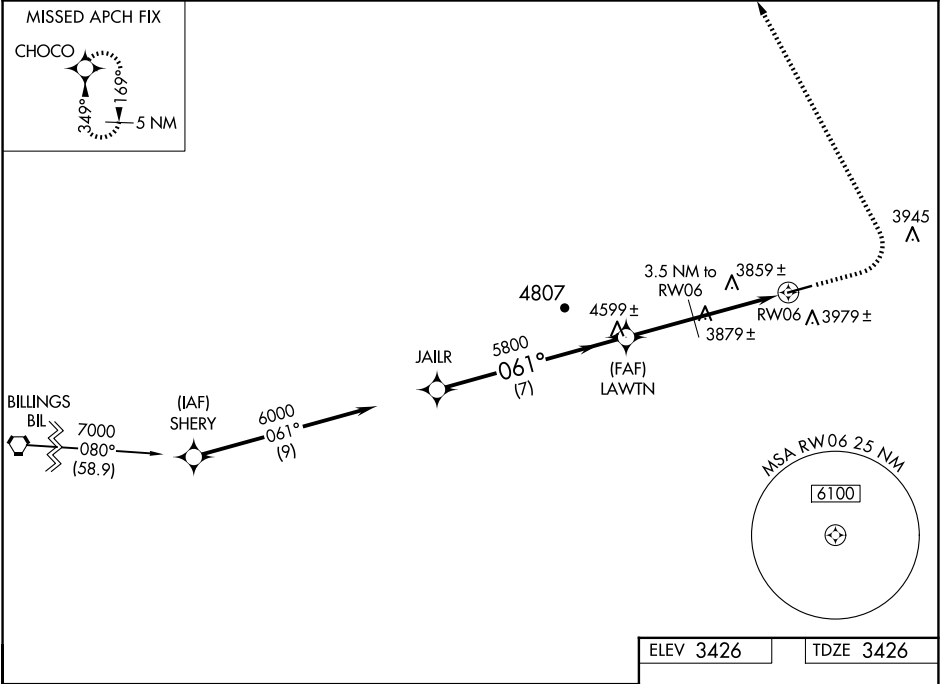 MISSED APCH FIX
CHOCO
349°
169°
5 NM
3945
3.5 NM to
RW06
3859±
4807
4599±
RW06
3979±
3879±
JAILR
5800
061°
(7)
(FAF)
LAWTN
BILLINGS
BIL
7000
080°
(58.9)
(IAF)
SHERY
6000
061°
(9)
MSA RW06 25 NM
6100
ELEV 3426
TDZE 3426